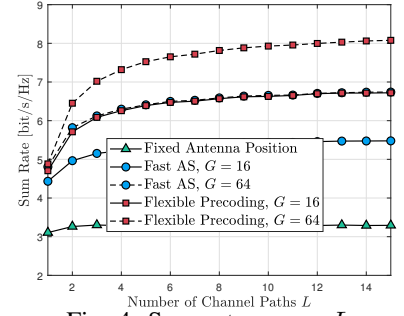 9
8
7
6
5
4
3
2
Sum Rate [bit/s/Hz]
Fixed Antenna Position
Fast AS, G = 16
Fast AS, G = 64
Flexible Precoding, G = 16
Flexible Precoding, G = 64
2 4 6 8 10 12 14
Number of Channel Paths L